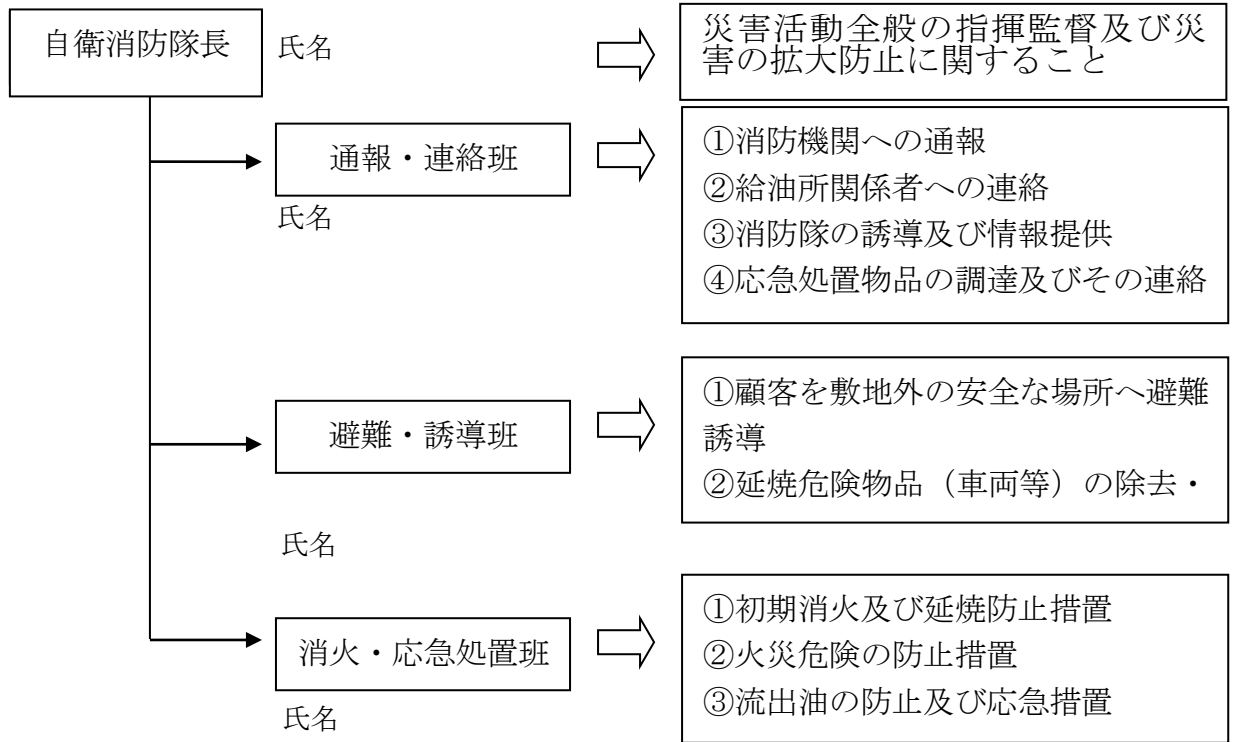 自衛消防隊長
氏名
災害活動全般の指揮監督及び災
害の拡大防止に関すること
通報・連絡班
氏名
①消防機関への通報
②給油所関係者への連絡
③消防隊の誘導及び情報提供
④応急処置物品の調達及びその連絡
避難・誘導班
氏名
①顧客を敷地外の安全な場所へ避難
誘導
②延焼危険物品（車両等）の除去・
消火・応急処置班
氏名
①初期消火及び延焼防止措置
②火災危険の防止措置
③流出油の防止及び応急措置